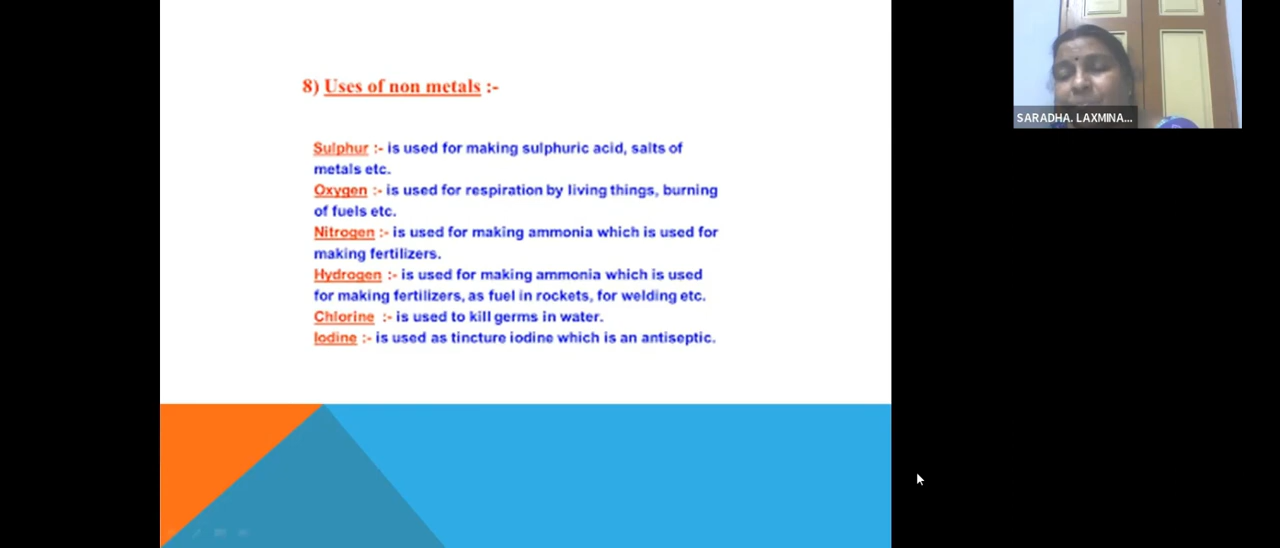 8) Uses of non metals :-
Sulphur :- is used for making sulphuric acid, salts of
metals etc.
Oxygen :- is used for respiration by living things, burning
of fuels etc.
Nitrogen :- is used for making ammonia which is used for
making fertilizers.
Hydrogen :- is used for making ammonia which is used
for making fertilizers, as fuel in rockets, for welding etc.
Chlorine :- is used to kill germs in water.
Iodine :- is used as tincture iodine which is an antiseptic.
SARADHA. LAXMINA...